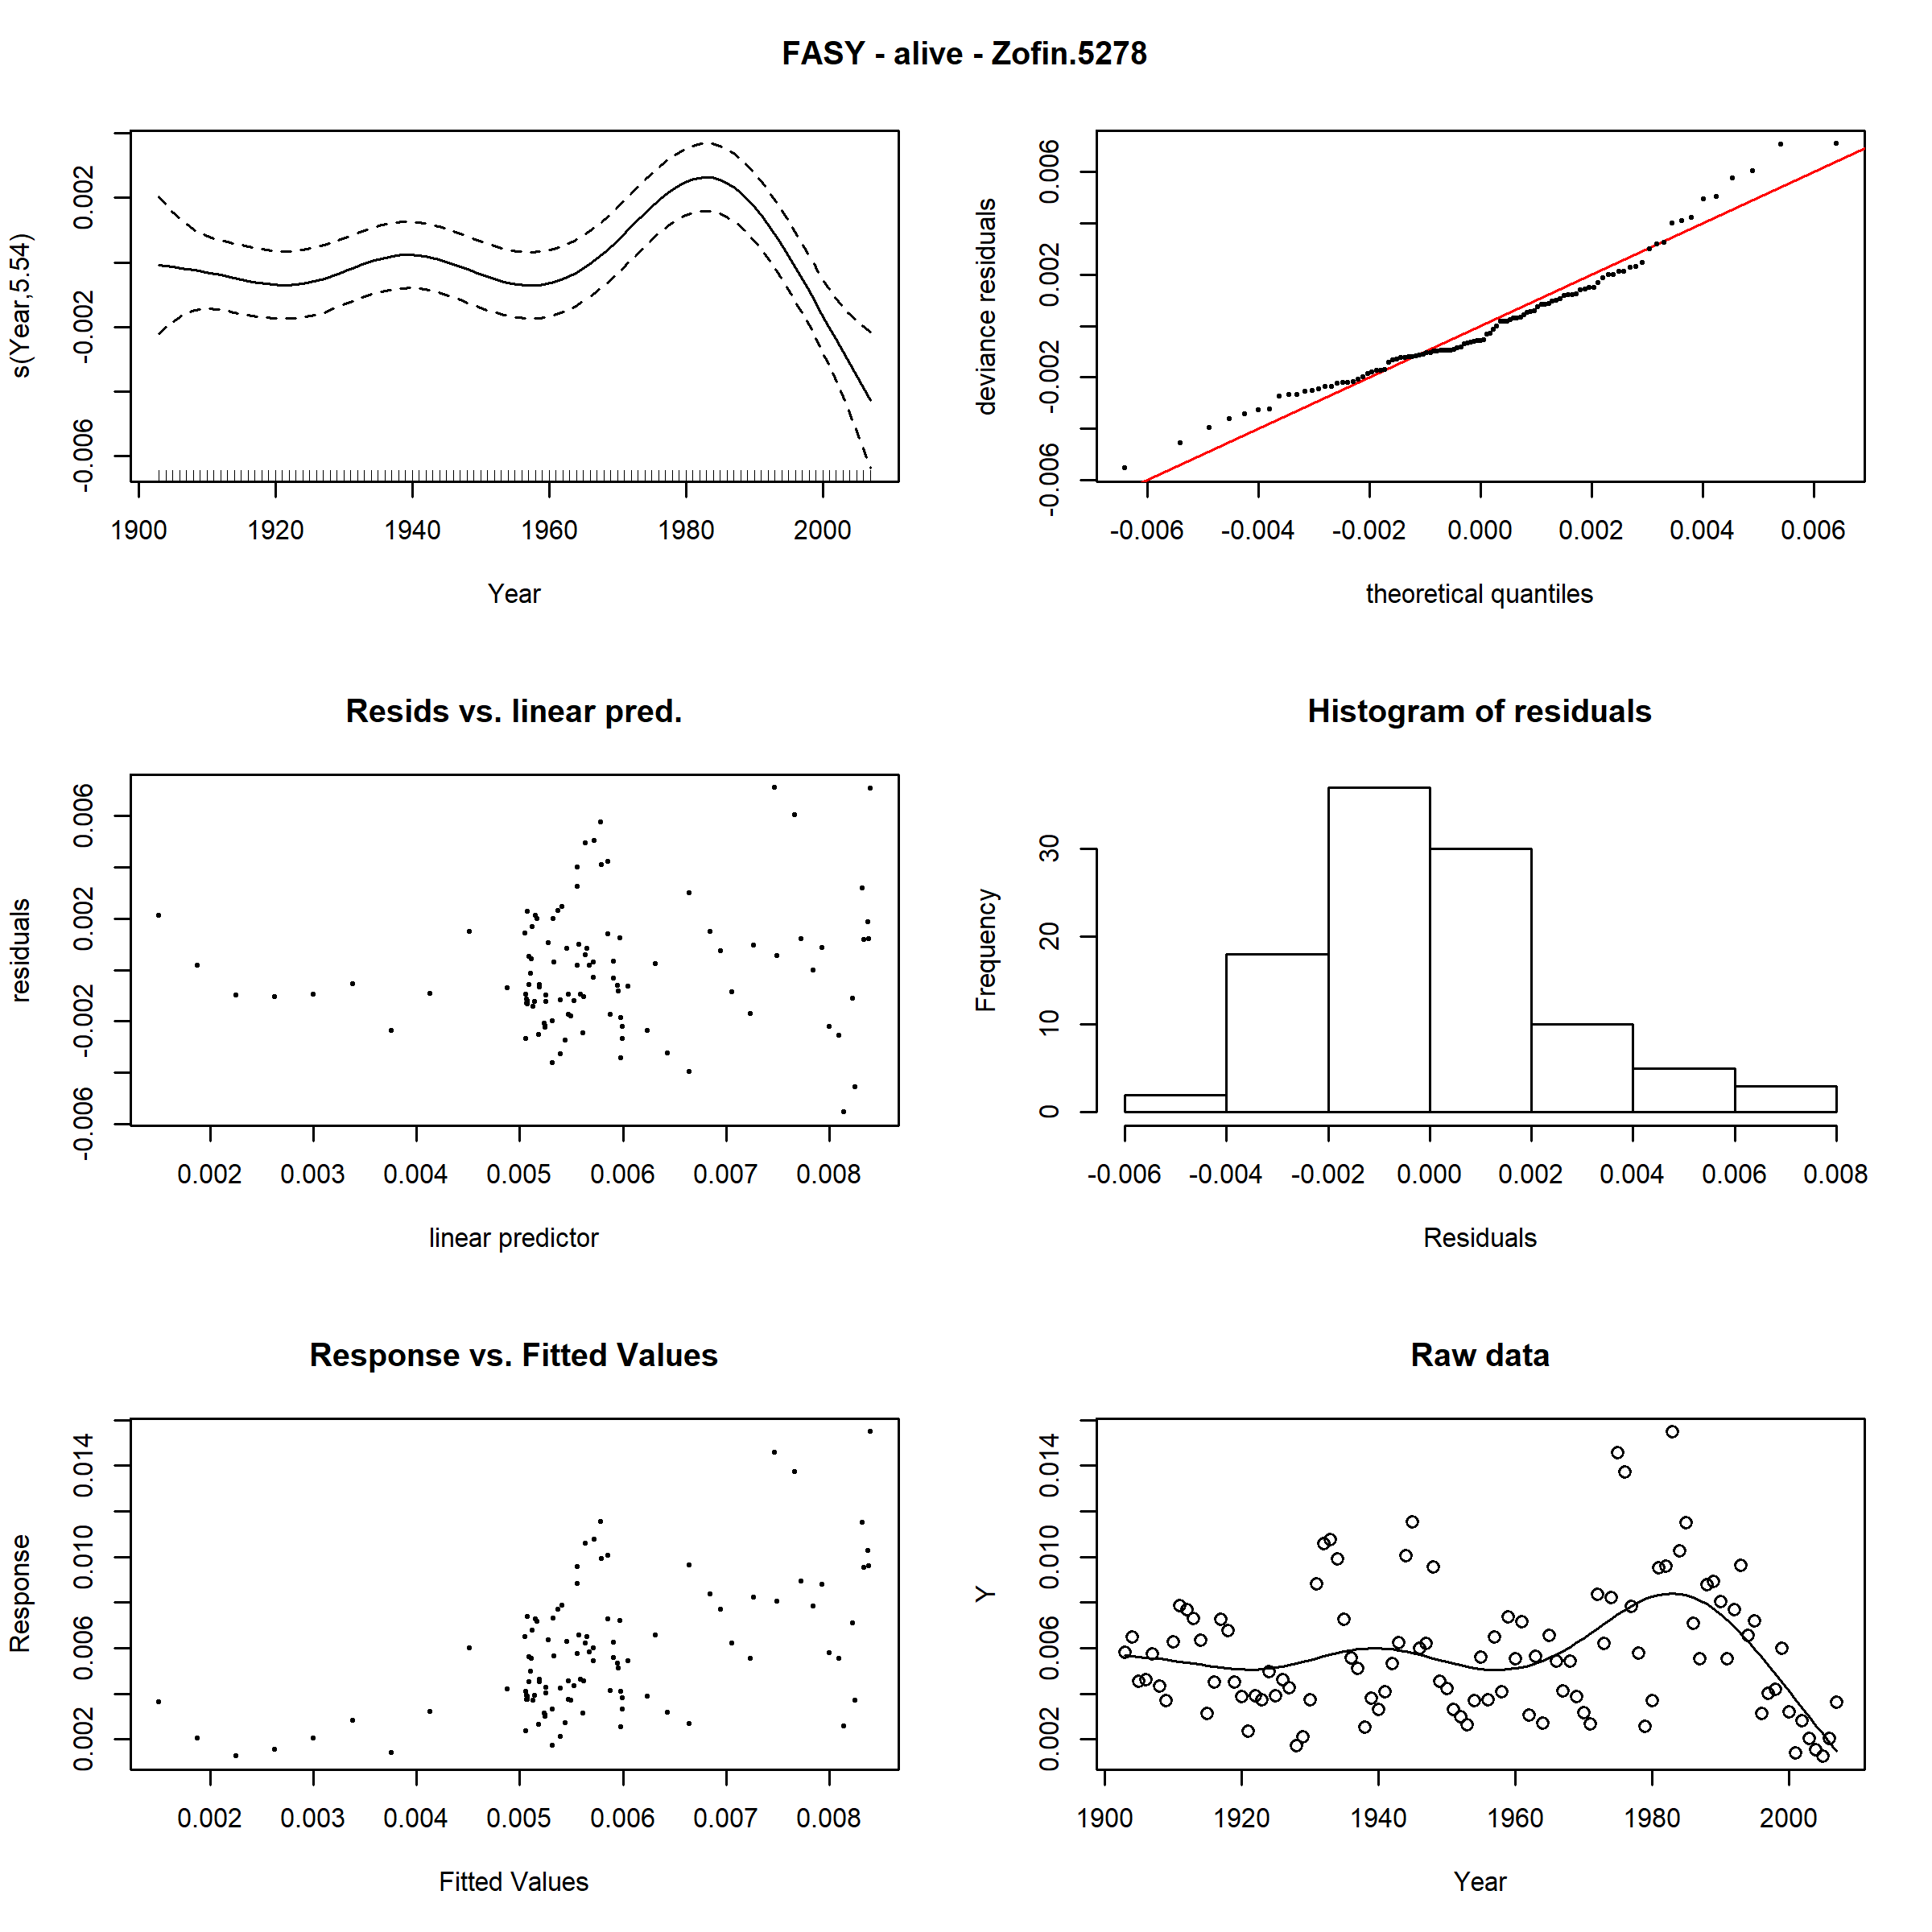 FASY - alive - Zofin.5278
s(Year,5.54)
0.002
-0.002
-0.006
1900 1920 1940 1960 1980 2000
Year
deviance residuals
0.006
0.002
-0.002
-0.006
-0.006 -0.004 -0.002 0.000 0.002 0.004 0.006
theoretical quantiles
Resids vs. linear pred.
residuals
0.006
0.002
-0.002
-0.006
0.002 0.003 0.004 0.005 0.006 0.007 0.008
linear predictor
Histogram of residuals
Frequency
30
20
10
0
-0.006 -0.004 -0.002 0.000 0.002 0.004 0.006 0.008
Residuals
Response vs. Fitted Values
Response
0.014
0.010
0.006
0.002
0.002 0.003 0.004 0.005 0.006 0.007 0.008
Fitted Values
Raw data
Y
0.014
0.010
0.006
0.002
1900 1920 1940 1960 1980 2000
Year